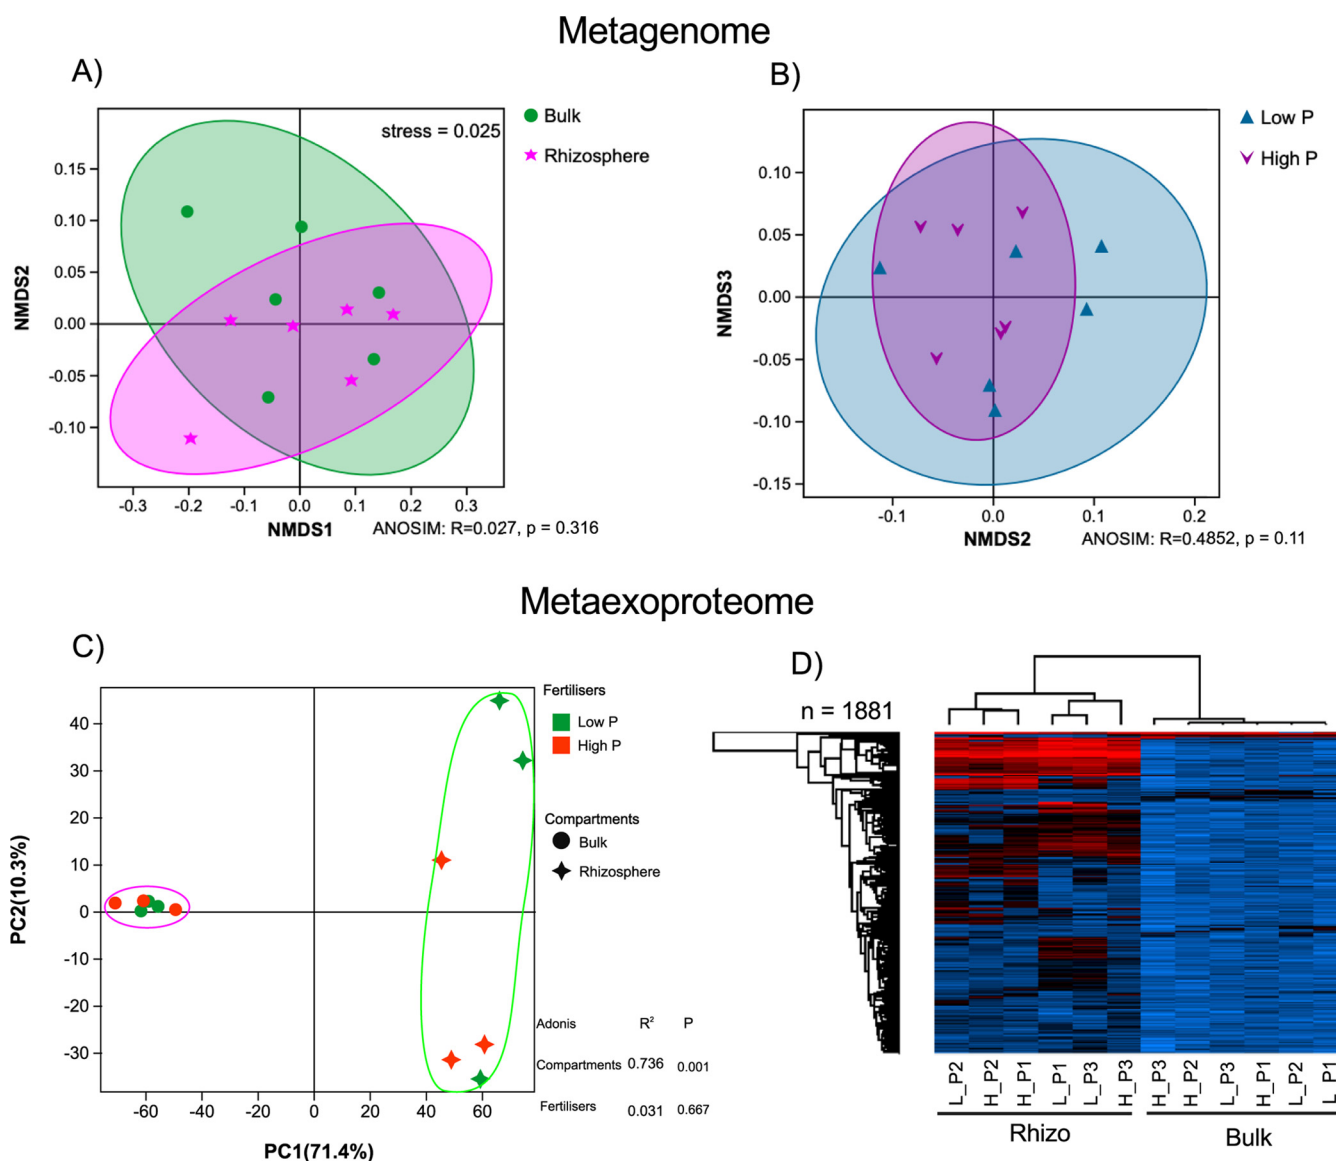 Metagenome
A)
stress = 0.025
Bulk
Rhizosphere
NMDS2
0.15
0.10
0.05
0.00
-0.05
-0.10
-0.3
-0.2
-0.1
0.0
0.1
0.2
0.3
NMDS1
ANOSIM: R=0.027, p = 0.316
B)
Low P
High P
NMDS3
0.10
0.05
0.00
-0.05
-0.10
-0.15
-0.1
0.0
0.1
0.2
NMDS2
ANOSIM: R=0.4852, p = 0.11
Metaexoproteome
C)
Fertilisers
Low P
High P
Compartments
Bulk
Rhizosphere
PC2(10.3%)
40
30
20
10
0
-10
-20
-30
-60
-40
-20
0
20
40
60
PC1(71.4%)
Adonis R² P
Compartments 0.736 0.001
Fertilisers 0.031 0.667
D)
n = 1881
L_P2
H_P2
H_P1
L_P1
L_P3
H_P3
H_P3
H_P2
L_P3
H_P1
L_P2
L_P1
Rhizo
Bulk